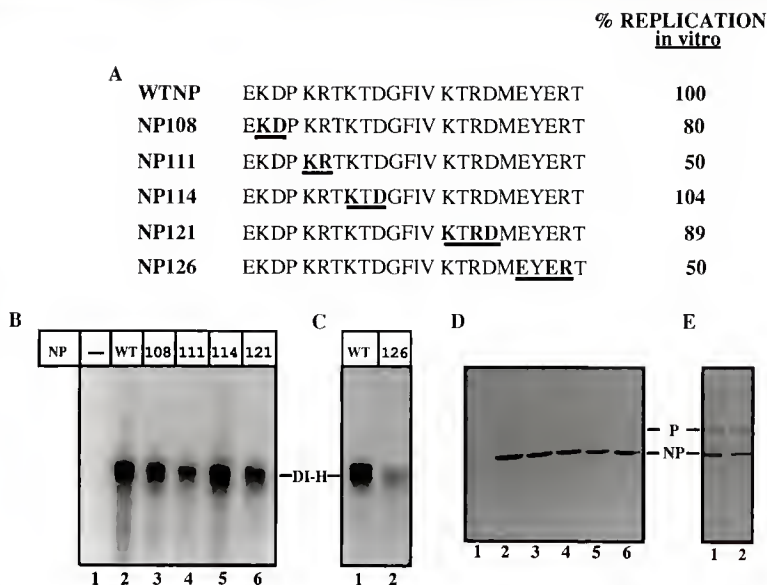 % REPLICATION
in vitro
A
WTNP EKDP KRTKTDGFIV KTRDMEYERT 100
NP108 EKDP KRTKTDGFIV KTRDMEYERT 80
NP111 EKDP KRTKTDGFIV KTRDMEYERT 50
NP114 EKDP KRTKTDGFIV KTRDMEYERT 104
NP121 EKDP KRTKTDGFIV KTRDMEYERT 89
NP126 EKDP KRTKTDGFIV KTRDMEYERT 50
B C D E
NP — WT 108 111 114 121 WT 126
P
DI-H NP
1 2 3 4 5 6 1 2 1 2 3 4 5 6 1 2